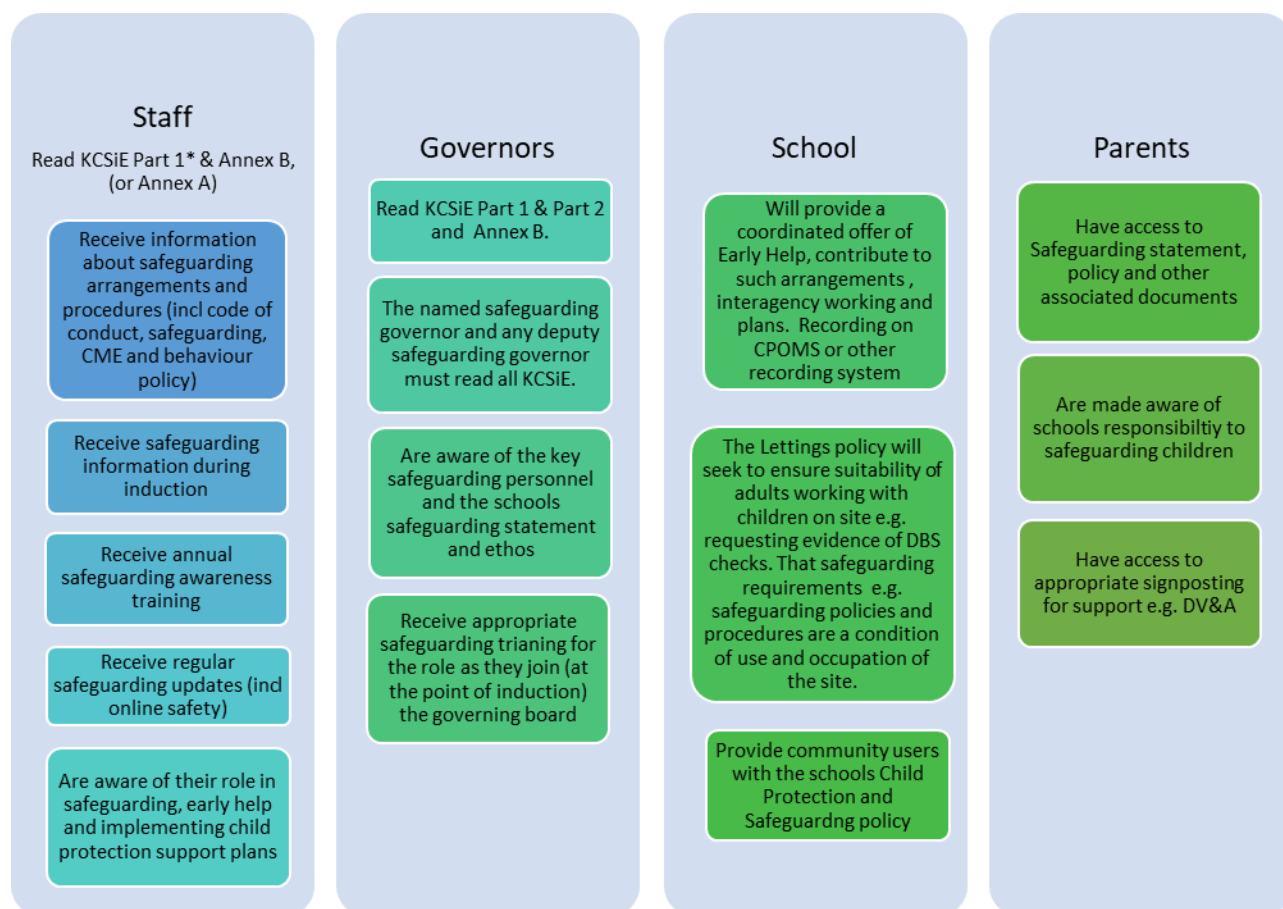 Staff
Read KCSiE Part 1* & Annex B,
(or Annex A)
Receive information
about safeguarding
arrangements and
procedures (incl code of
conduct, safeguarding,
CME and behaviour
policy)
Receive safeguarding
information during
induction
Receive annual
safeguarding awareness
training
Receive regular
safeguarding updates (incl
online safety)
Are aware of their role in
safeguarding, early help
and implementing child
protection support plans
Governors
Read KCSiE Part 1 & Part 2
and Annex B.
The named safeguarding
governor and any deputy
safeguarding governor
must read all KCSiE.
Are aware of the key
safeguarding personnel
and the schools
safeguarding statement
and ethos
Receive appropriate
safeguarding trianing for
the role as they join (at
the point of induction)
the governing board
School
Will provide a
coordinated offer of
Early Help, contribute to
such arrangements ,
interagency working and
plans. Recording on
CPOMS or other
recording system
The Lettings policy will
seek to ensure suitability of
adults working with
children on site e.g.
requesting evidence of DBS
checks. That safeguarding
requirements e.g.
safeguarding policies and
procedures are a condition
of use and occupation of
the site.
Provide community users
with the schools Child
Protection and
Safeguardng policy
Parents
Have access to
Safeguarding statement,
policy and other
associated documents
Are made aware of
schools responsibiltiy to
safeguarding children
Have access to
appropriate signposting
for support e.g. DV&A